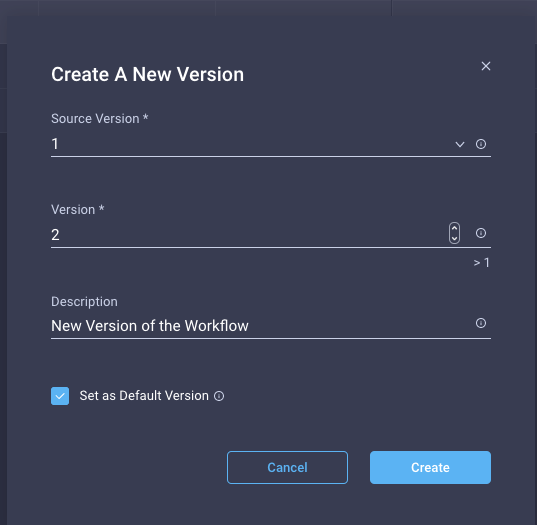 Create A New Version
Source Version *
1
Version *
2
> 1
Description
New Version of the Workflow
Set as Default Version
Cancel
Create